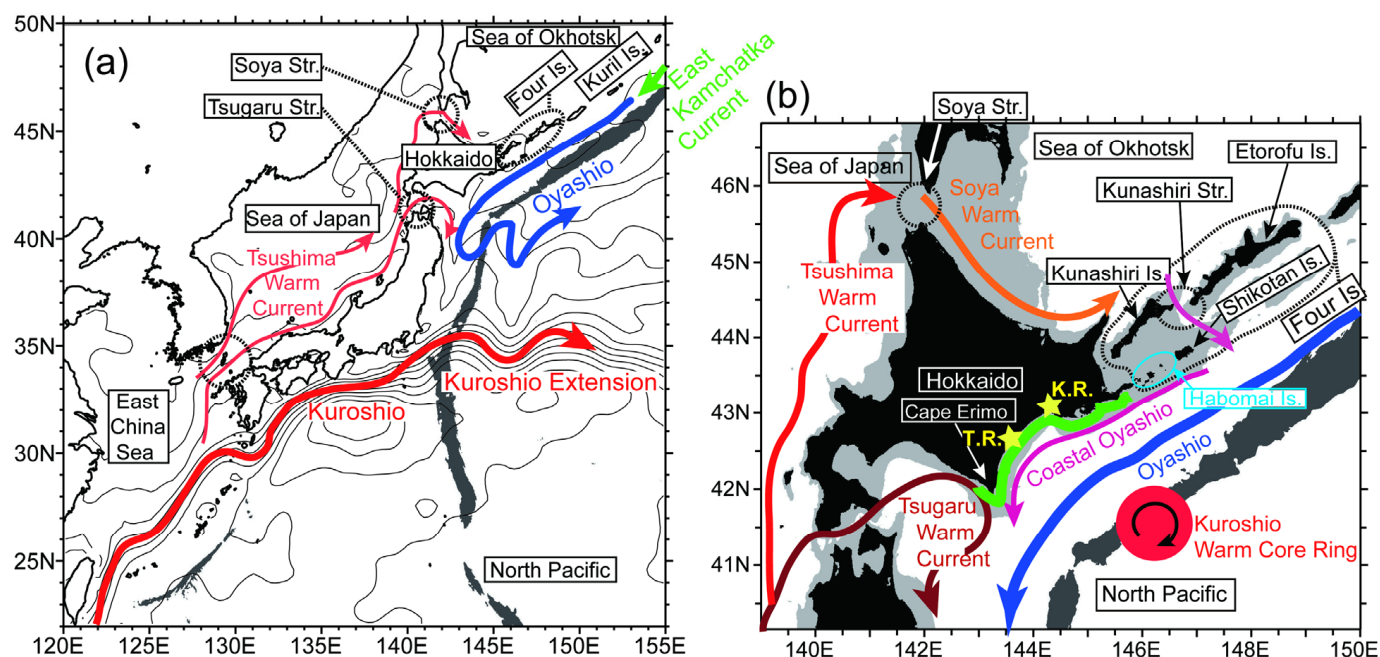 (a)
50N
45N
40N
35N
30N
25N
120E
125E
130E
135E
140E
145E
150E
155E
Sea of Okhotsk
Soya Str.
Tsugaru Str.
Four Is.
Kuril Is.
East
Kamchatka
Current
Hokkaido
Oyashio
Sea of Japan
Tsushima
Warm
Current
Kuroshio Extension
Kuroshio
East
China
Sea
North Pacific
(b)
46N
45N
44N
43N
42N
41N
140E
142E
144E
146E
148E
150E
Soya Str.
Sea of Japan
Sea of Okhotsk
Etorofu Is.
Kunashiri Str.
Soya
Warm
Current
Kunashiri Is.
Shikotan Is.
Four Is.
Tsushima
Warm
Current
Hokkaido
K.R.
Habomai Is.
Cape Erimo
T.R.
Coastal Oyashio
Oyashio
Tsugaru
Warm
Current
Kuroshio
Warm Core Ring
North Pacific